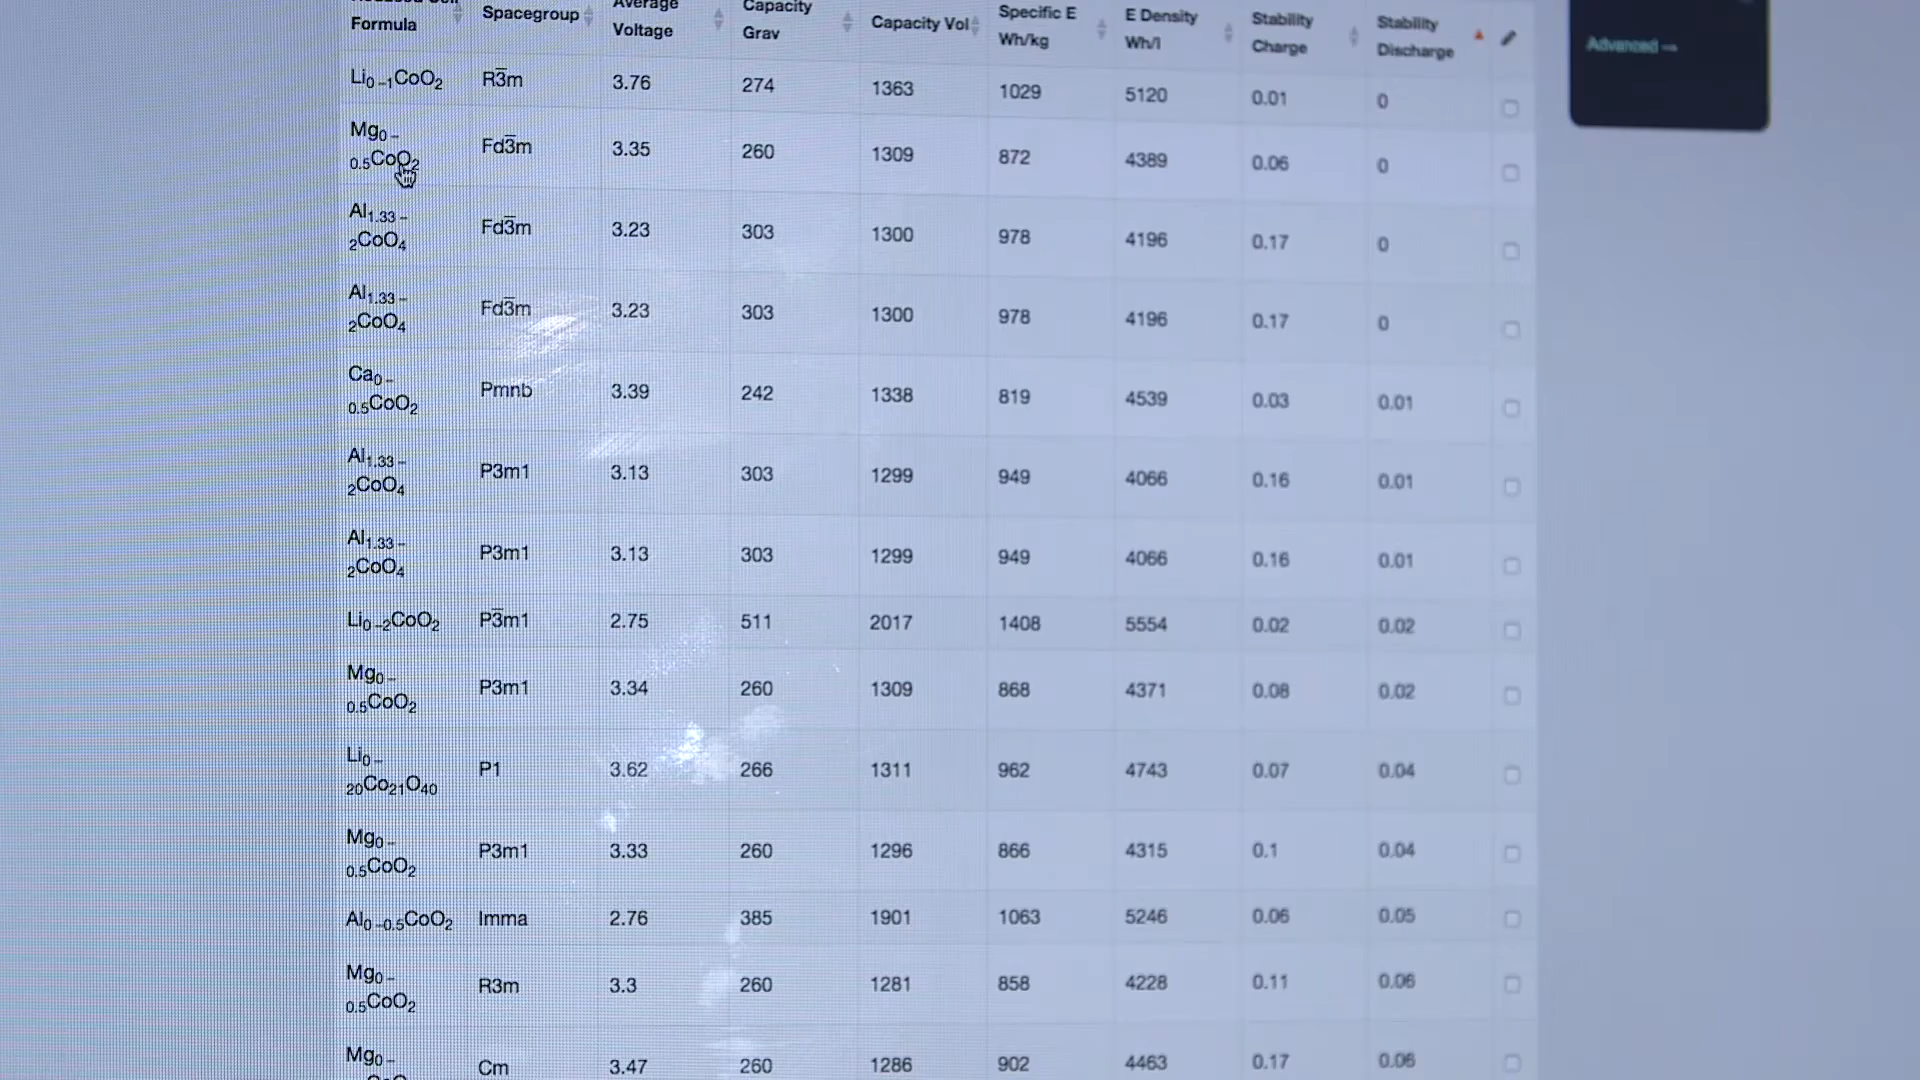 Formula Spacegroup Average Voltage Capacity Grav Capacity Vol Specific E Wh/kg E Density Wh/l Stability Charge Stability Discharge
Advanced
Li0–1CoO2 R3̅m 3.76 274 1363 1029 5120 0.01 0
Mg0–0.5CoO2 Fd3̅m 3.35 260 1309 872 4389 0.06 0
Al1.33–2CoO4 Fd3̅m 3.23 303 1300 978 4196 0.17 0
Al1.33–2CoO4 Fd3̅m 3.23 303 1300 978 4196 0.17 0
Ca0–0.5CoO2 Pmnb 3.39 242 1338 819 4539 0.03 0.01
Al1.33–2CoO4 P3m1 3.13 303 1299 949 4066 0.16 0.01
Al1.33–2CoO4 P3m1 3.13 303 1299 949 4066 0.16 0.01
Li0–2CoO2 P3̅m1 2.75 511 2017 1408 5554 0.02 0.02
Mg0–0.5CoO2 P3m1 3.34 260 1309 868 4371 0.08 0.02
Li0–20Co21O40 P1 3.62 266 1311 962 4743 0.07 0.04
Mg0–0.5CoO2 P3m1 3.33 260 1296 866 4315 0.1 0.04
Al0–0.5CoO2 Imma 2.76 385 1901 1063 5246 0.06 0.05
Mg0–0.5CoO2 R3m 3.3 260 1281 858 4228 0.11 0.06
Mg0– Cm 3.47 260 1286 902 4463 0.17 0.06